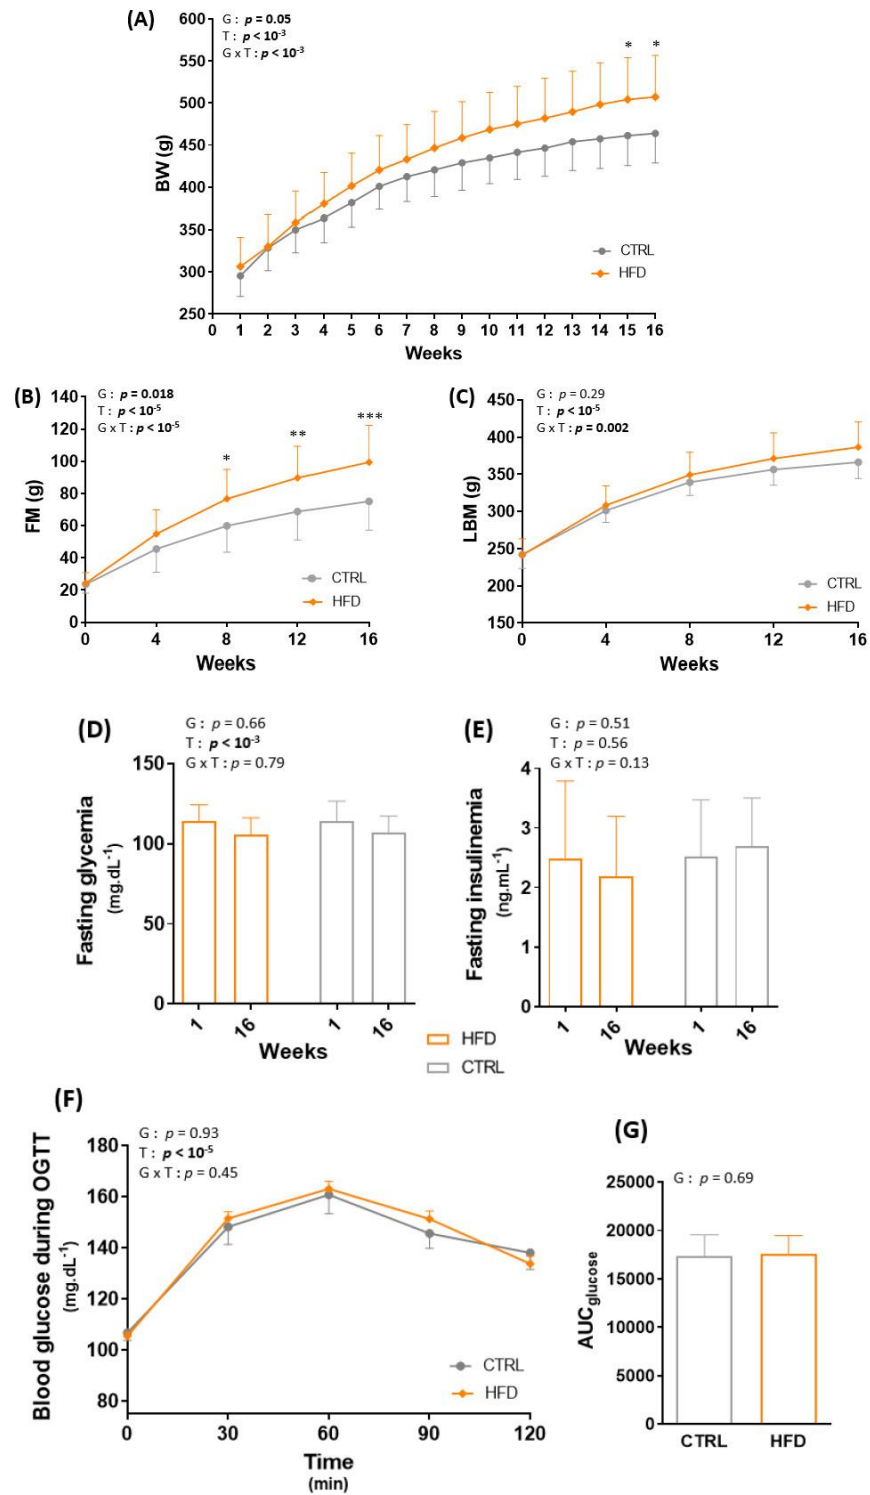 (A)
G : p = 0.05
T : p < 10-3
G x T : p < 10-3
BW (g)
600
550
500
450
400
350
300
250
* *
CTRL
HFD
0 1 2 3 4 5 6 7 8 9 10 11 12 13 14 15 16
Weeks
(B)
G : p = 0.018
T : p < 10-5
G x T : p < 10-5
FM (g)
140
120
100
80
60
40
20
0
* ** ***
CTRL
HFD
0 4 8 12 16
Weeks
(C)
G : p = 0.29
T : p < 10-5
G x T : p = 0.002
LBM (g)
450
400
350
300
250
200
150
CTRL
HFD
0 4 8 12 16
Weeks
(D)
G : p = 0.66
T : p < 10-3
G x T : p = 0.79
Fasting glycemia
(mg.dL-1)
150
100
50
0
1 16 1 16
Weeks
(E)
G : p = 0.51
T : p = 0.56
G x T : p = 0.13
Fasting insulinemia
(ng.mL-1)
4
3
2
1
0
1 16 1 16
Weeks
HFD
CTRL
(F)
G : p = 0.93
T : p < 10-5
G x T : p = 0.45
Blood glucose during OGTT
(mg.dL-1)
180
160
140
120
100
80
CTRL
HFD
0 30 60 90 120
Time
(min)
(G)
G : p = 0.69
AUCglucose
25000
20000
15000
10000
5000
0
CTRL HFD